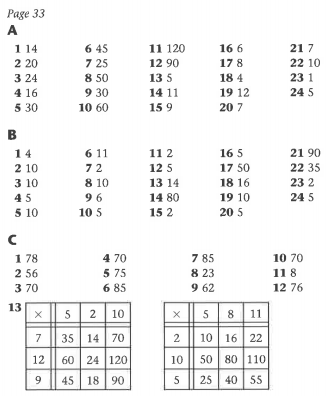 Page 33
A
1 14 6 45 11 120 16 6 21 7
2 20 7 25 12 90 17 8 22 10
3 24 8 50 13 5 18 4 23 1
4 16 9 30 14 11 19 12 24 5
5 30 10 60 15 9 20 7
B
1 4 6 11 11 2 16 5 21 90
2 10 7 2 12 5 17 50 22 35
3 10 8 10 13 14 18 16 23 2
4 5 9 6 14 80 19 10 24 5
5 10 10 5 15 2 20 5
C
1 78 4 70 7 85 10 70
2 56 5 75 8 23 11 8
3 70 6 85 9 62 12 76
13 × 5 2 10 × 5 8 11
7 35 14 70 2 10 16 22
12 60 24 120 10 50 80 110
9 45 18 90 5 25 40 55